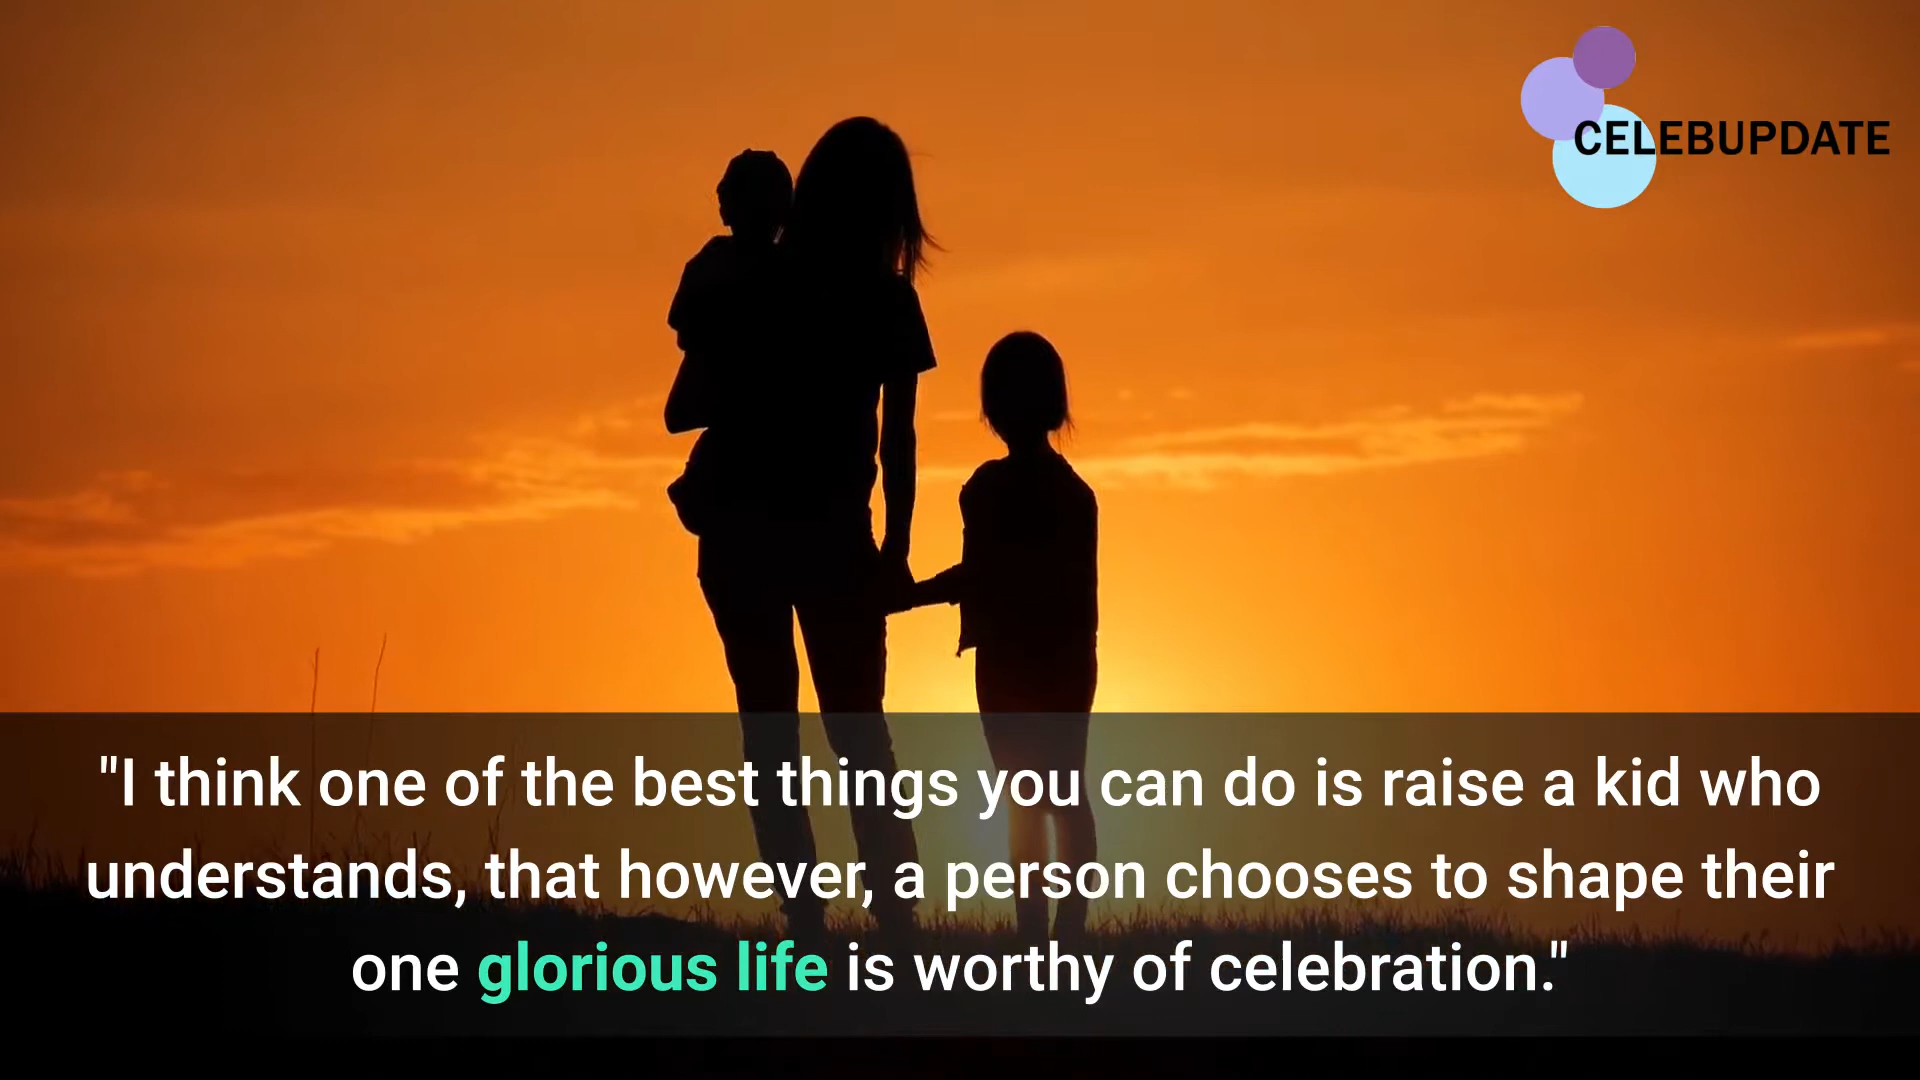 CELEBUPDATE
"I think one of the best things you can do is raise a kid who
understands, that however, a person chooses to shape their
one glorious life is worthy of celebration."